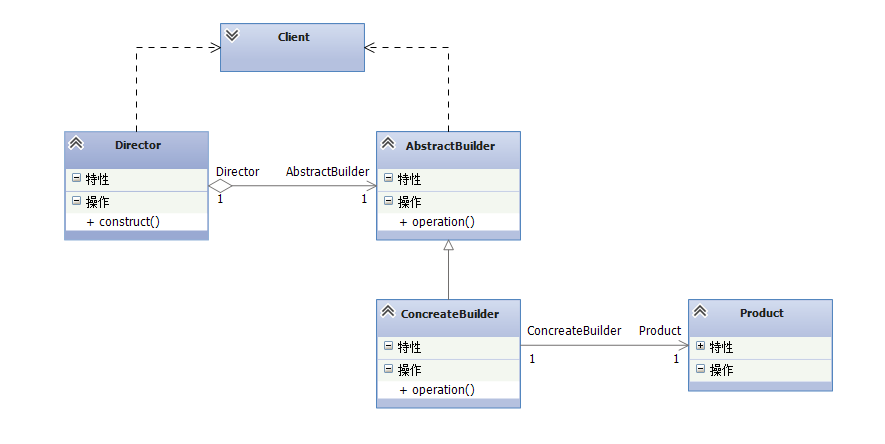 Client
Director
特性
操作
+ construct()
Director
AbstractBuilder
1
1
AbstractBuilder
特性
操作
+ operation()
ConcreateBuilder
特性
操作
+ operation()
ConcreateBuilder
Product
1
1
Product
特性
操作